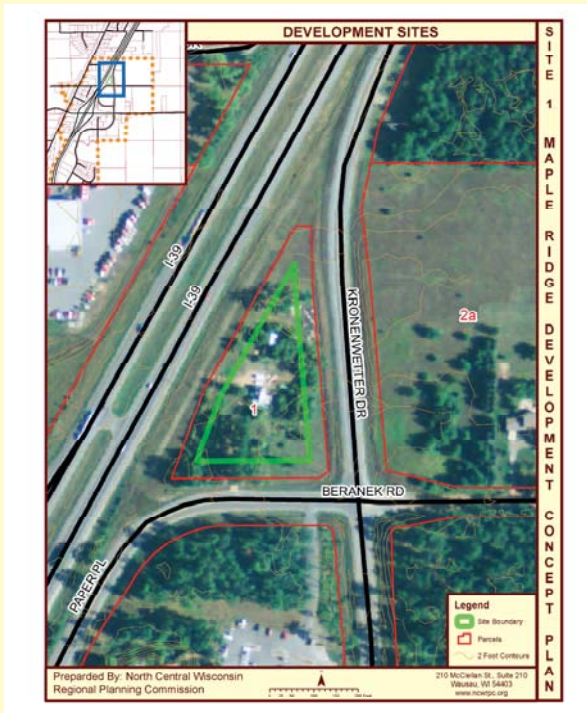 DEVELOPMENT SITES
SITE 1 MAPLE RIDGE DEVELOPMENT CONCEPT PLAN
I-39
I-39
KRONENWETTER DR
2a
1
BERANEK RD
PAPER PL
Legend
Site Boundary
Parcels
2 Foot Contours
Prepared By: North Central Wisconsin
Regional Planning Commission
210 McClellan St., Suite 210
Wausau, WI 54403
www.ncwrpc.org